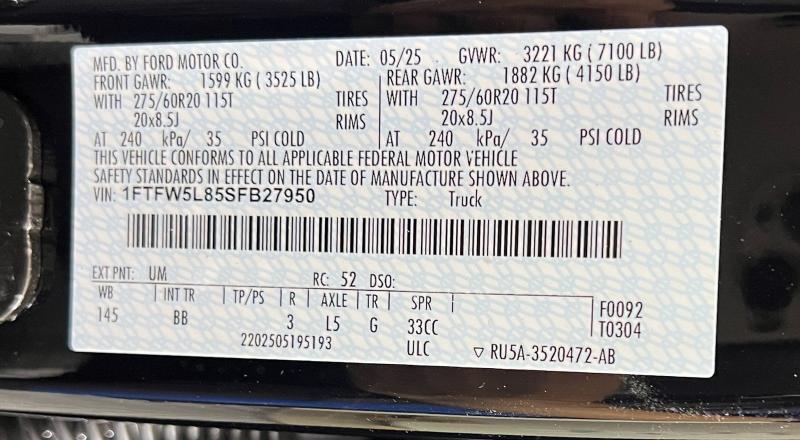 MFD. BY FORD MOTOR CO. DATE: 05/25 GVWR: 3221 KG ( 7100 LB)
FRONT GAWR: 1599 KG ( 3525 LB) REAR GAWR: 1882 KG ( 4150 LB)
WITH 275/60R20 115T TIRES WITH 275/60R20 115T TIRES
20x8.5J RIMS 20x8.5J RIMS
AT 240 kPa/ 35 PSI COLD AT 240 kPa/ 35 PSI COLD
THIS VEHICLE CONFORMS TO ALL APPLICABLE FEDERAL MOTOR VEHICLE
SAFETY STANDARDS IN EFFECT ON THE DATE OF MANUFACTURE SHOWN ABOVE.
VIN: 1FTFW5L85SFB27950 TYPE: Truck
EXT PNT: UM RC: 52 DSO:
WB INT TR TP/PS R AXLE TR SPR F0092
145 BB 3 L5 G 33CC T0304
2202505195193 ULC ▽ RU5A-3520472-AB